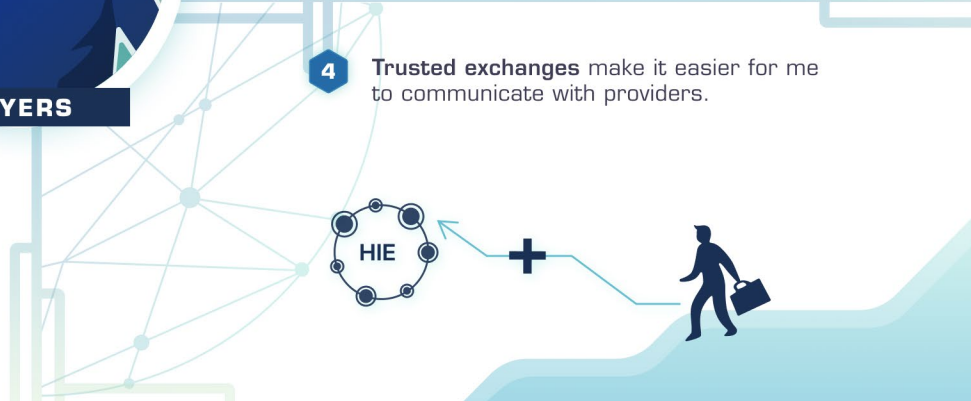 4
Trusted exchanges make it easier for me
to communicate with providers.
YERS
HIE